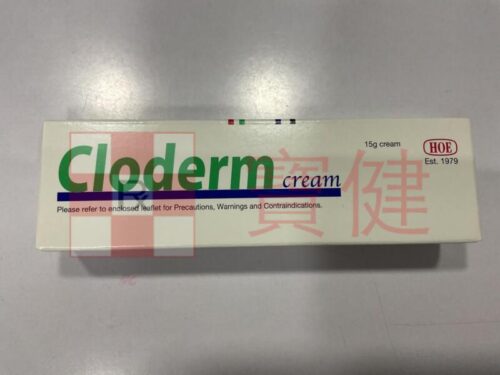 Cloderm cream
15g cream
HOE
Est. 1979
Please refer to enclosed leaflet for Precautions, Warnings and Contraindications.
寶健